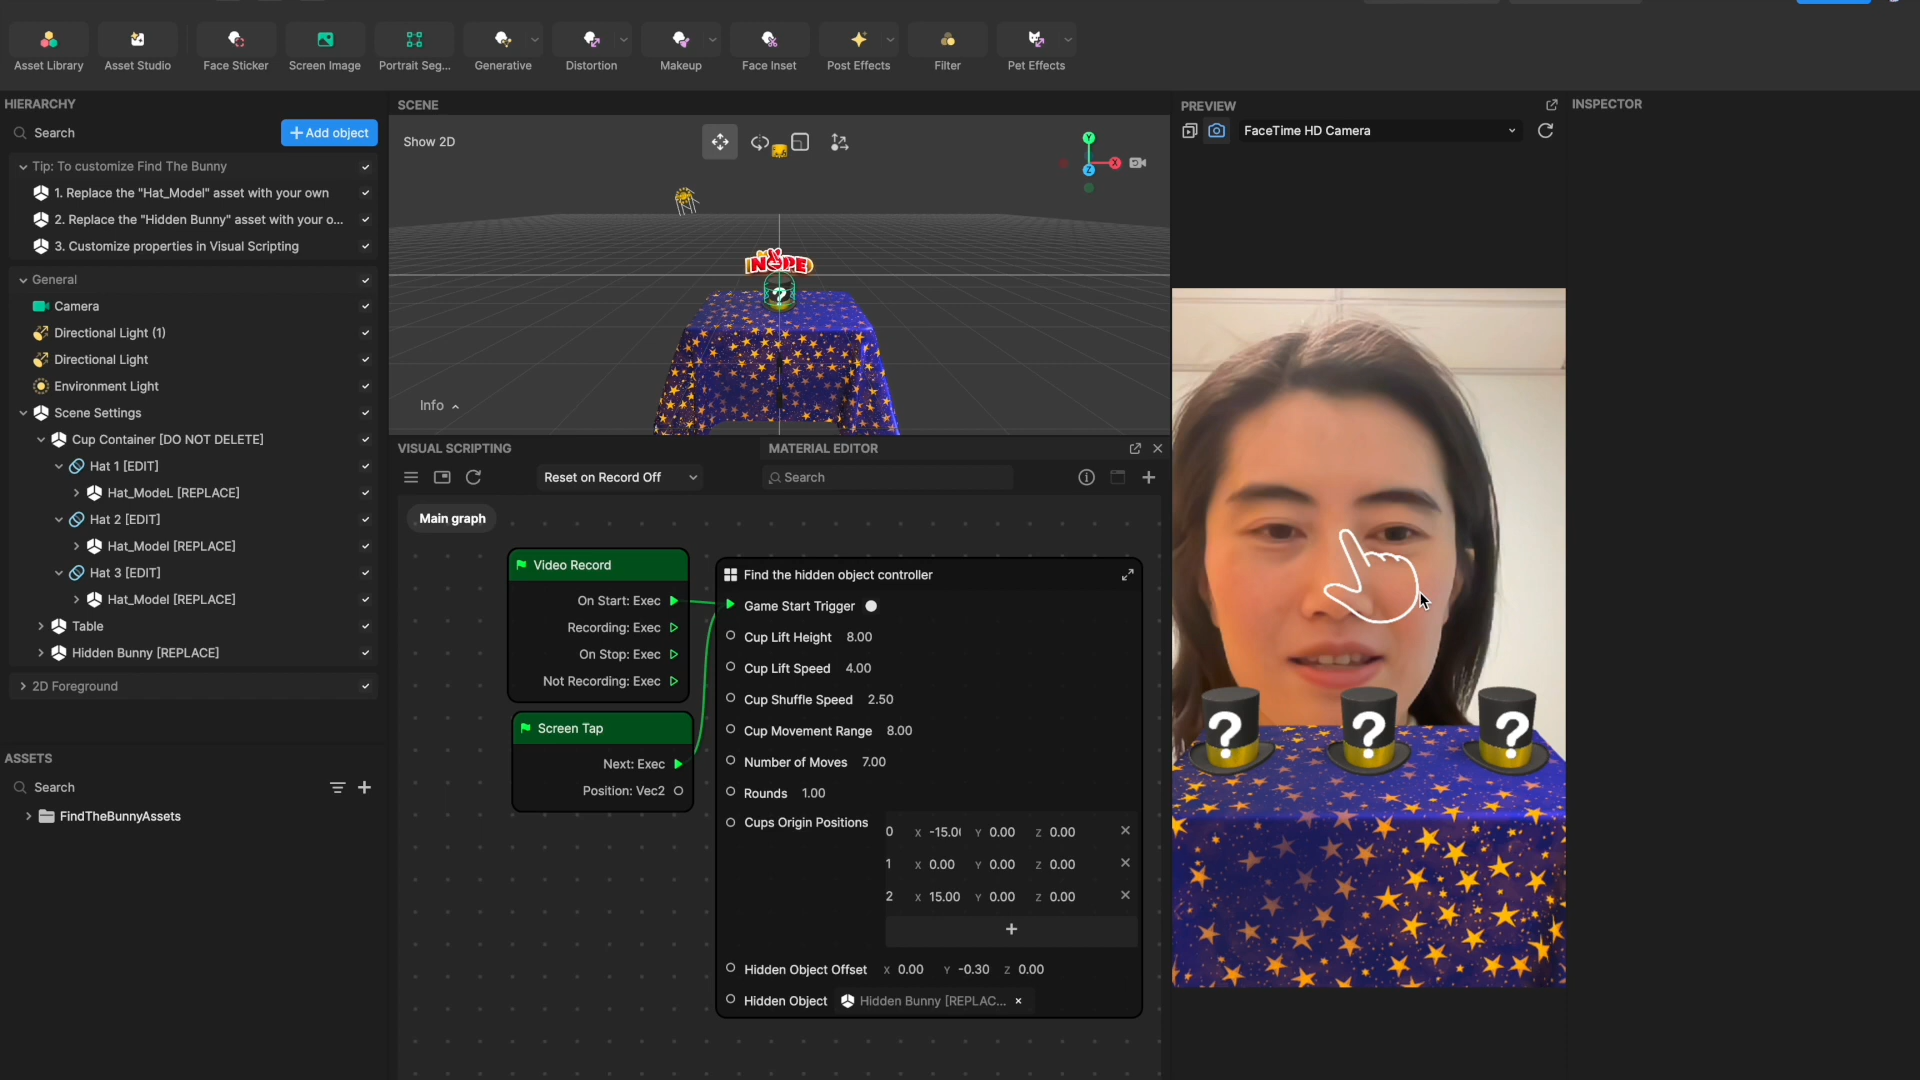 Asset Library
Asset Studio
Face Sticker
Screen Image
Portrait Seg...
Generative
Distortion
Makeup
Face Inset
Post Effects
Filter
Pet Effects
HIERARCHY
Search
Add object
Tip: To customize Find The Bunny
1. Replace the "Hat_Model" asset with your own
2. Replace the "Hidden Bunny" asset with your o...
3. Customize properties in Visual Scripting
General
Camera
Directional Light (1)
Directional Light
Environment Light
Scene Settings
Cup Container [DO NOT DELETE]
Hat 1 [EDIT]
Hat_ModeL [REPLACE]
Hat 2 [EDIT]
Hat_Model [REPLACE]
Hat 3 [EDIT]
Hat_Model [REPLACE]
Table
Hidden Bunny [REPLACE]
2D Foreground
ASSETS
Search
FindTheBunnyAssets
SCENE
Show 2D
Y
X
Z
NOPE
?
Info
VISUAL SCRIPTING
MATERIAL EDITOR
Reset on Record Off
Search
Main graph
Video Record
On Start: Exec
Recording: Exec
On Stop: Exec
Not Recording: Exec
Screen Tap
Next: Exec
Position: Vec2
Find the hidden object controller
Game Start Trigger
Cup Lift Height 8.00
Cup Lift Speed 4.00
Cup Shuffle Speed 2.50
Cup Movement Range 8.00
Number of Moves 7.00
Rounds 1.00
Cups Origin Positions
0 X -15.0 Y 0.00 Z 0.00
1 X 0.00 Y 0.00 Z 0.00
2 X 15.00 Y 0.00 Z 0.00
Hidden Object Offset X 0.00 Y -0.30 Z 0.00
Hidden Object Hidden Bunny [REPLAC...
PREVIEW
FaceTime HD Camera
? ? ?
INSPECTOR